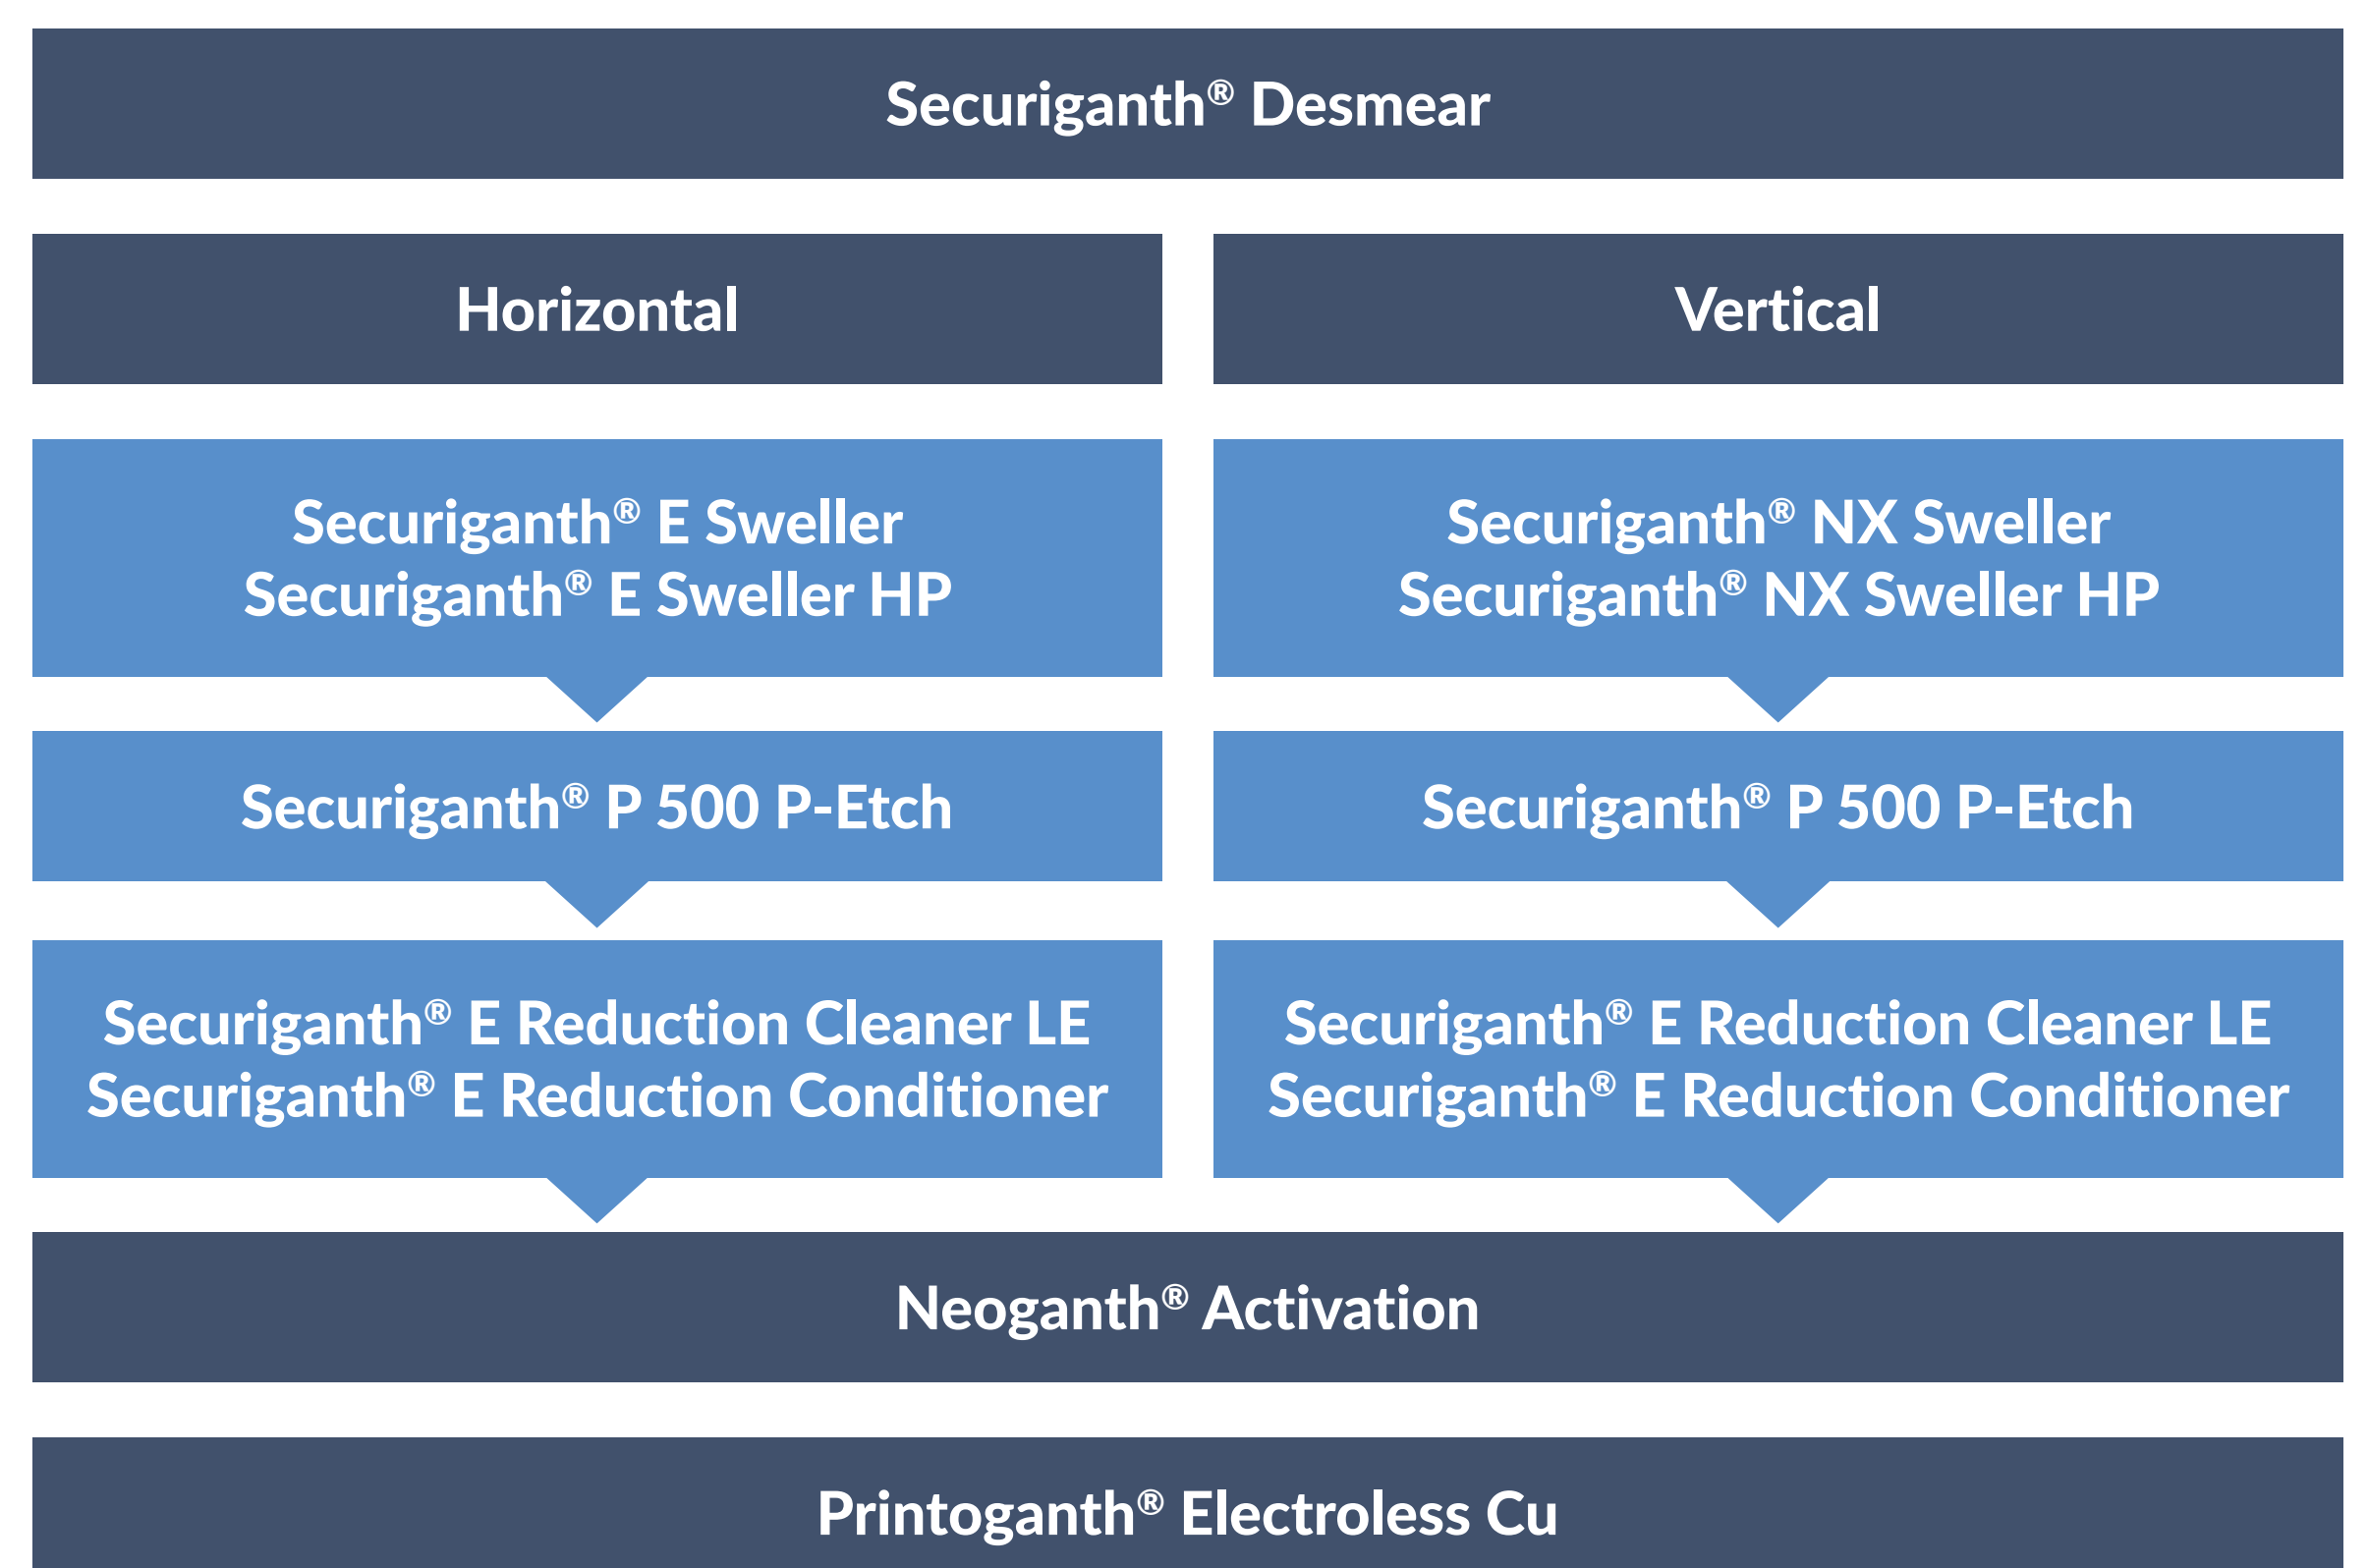 Securiganth® Desmear
Horizontal
Vertical
Securiganth® E Sweller
Securiganth® E Sweller HP
Securiganth® NX Sweller
Securiganth® NX Sweller HP
Securiganth® P 500 P-Etch
Securiganth® P 500 P-Etch
Securiganth® E Reduction Cleaner LE
Securiganth® E Reduction Conditioner
Securiganth® E Reduction Cleaner LE
Securiganth® E Reduction Conditioner
Neoganth® Activation
Printoganth® Electroless Cu